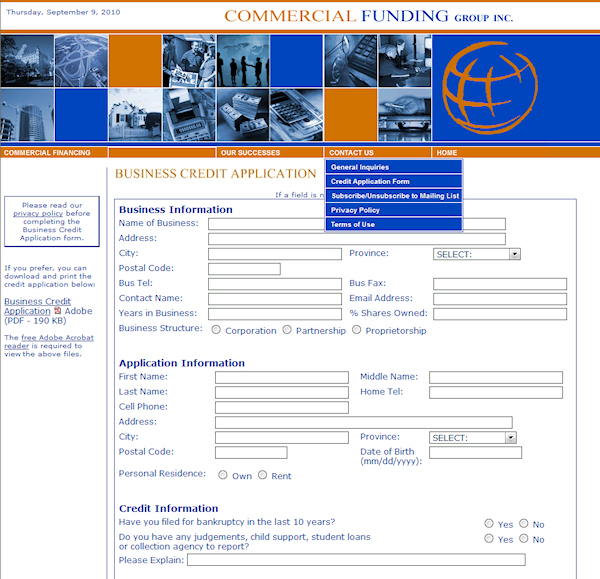 Thursday, September 9, 2010
COMMERCIAL FUNDING GROUP INC.
COMMERCIAL FINANCING
OUR SUCCESSES
CONTACT US
HOME
General Inquiries
Credit Application Form
Subscribe/Unsubscribe to Mailing List
Privacy Policy
Terms of Use
Please read our
privacy policy before
completing the
Business Credit
Application form.
If you prefer, you can
download and print the
credit application below:
Business Credit
Application Adobe
(PDF - 190 KB)
The free Adobe Acrobat
reader is required to
view the above files.
BUSINESS CREDIT APPLICATION
If a field is
Business Information
Name of Business:
Address:
City:
Province: SELECT:
Postal Code:
Bus Tel:
Bus Fax:
Contact Name:
Email Address:
Years in Business:
% Shares Owned:
Business Structure: Corporation Partnership Proprietorship
Application Information
First Name:
Middle Name:
Last Name:
Home Tel:
Cell Phone:
Address:
City:
Province: SELECT:
Postal Code:
Date of Birth
(mm/dd/yyyy):
Personal Residence: Own Rent
Credit Information
Have you filed for bankruptcy in the last 10 years? Yes No
Do you have any judgements, child support, student loans
or collection agency to report? Yes No
Please Explain: